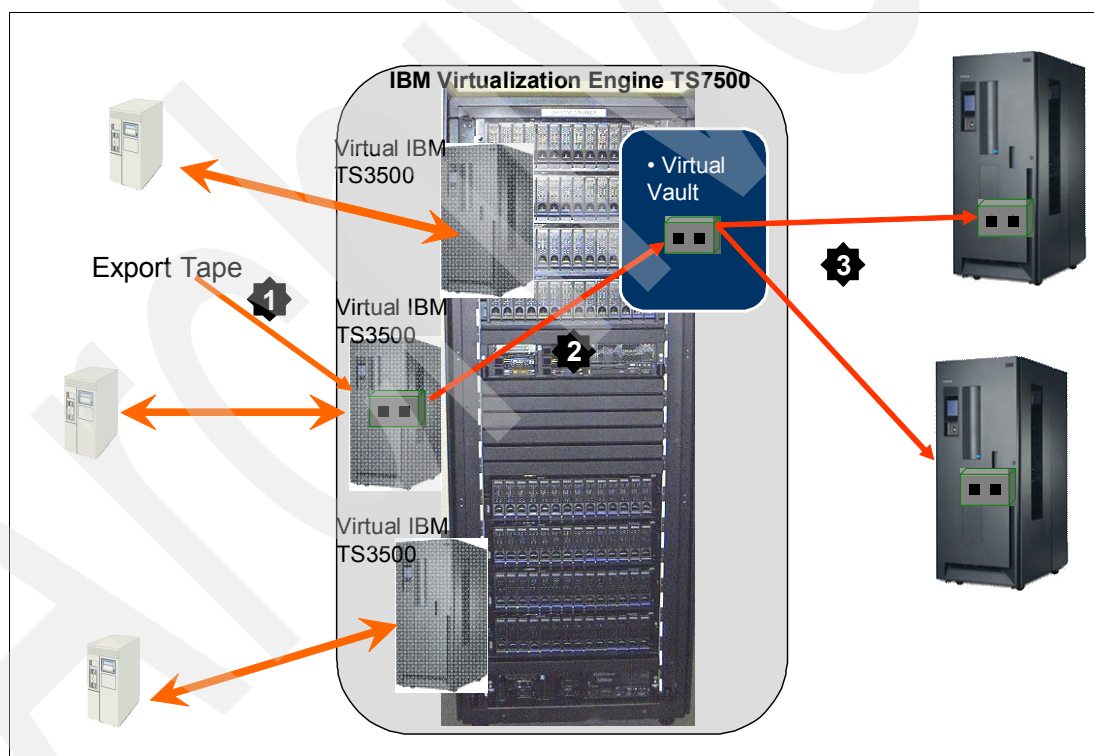 IBM Virtualization Engine TS7500
Virtual IBM
TS3500
• Virtual
Vault
Export Tape
1
Virtual IBM
TS3500
2
3
Virtual IBM
TS3500